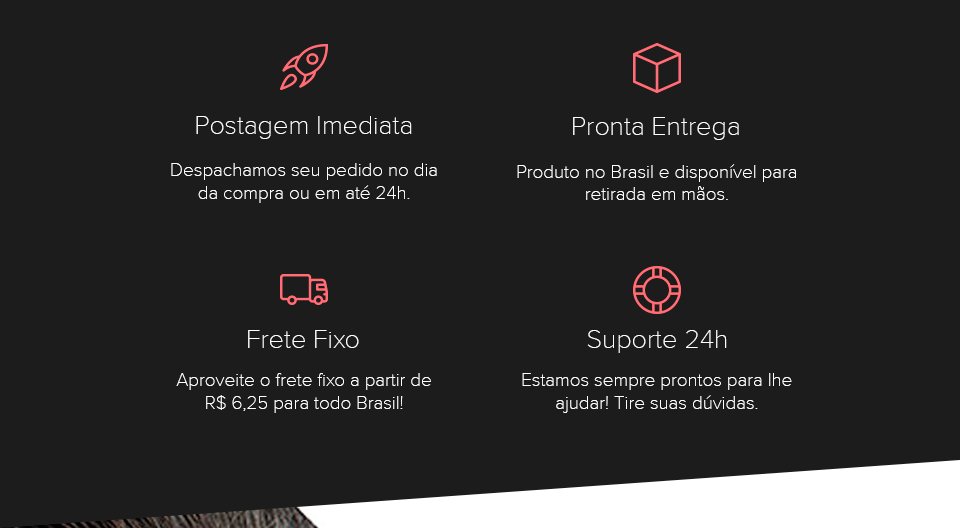 Postagem Imediata
Despachamos seu pedido no dia
da compra ou em até 24h.
Pronta Entrega
Produto no Brasil e disponível para
retirada em mãos.
Frete Fixo
Aproveite o frete fixo a partir de
R$ 6,25 para todo Brasil!
Suporte 24h
Estamos sempre prontos para lhe
ajudar! Tire suas dúvidas.